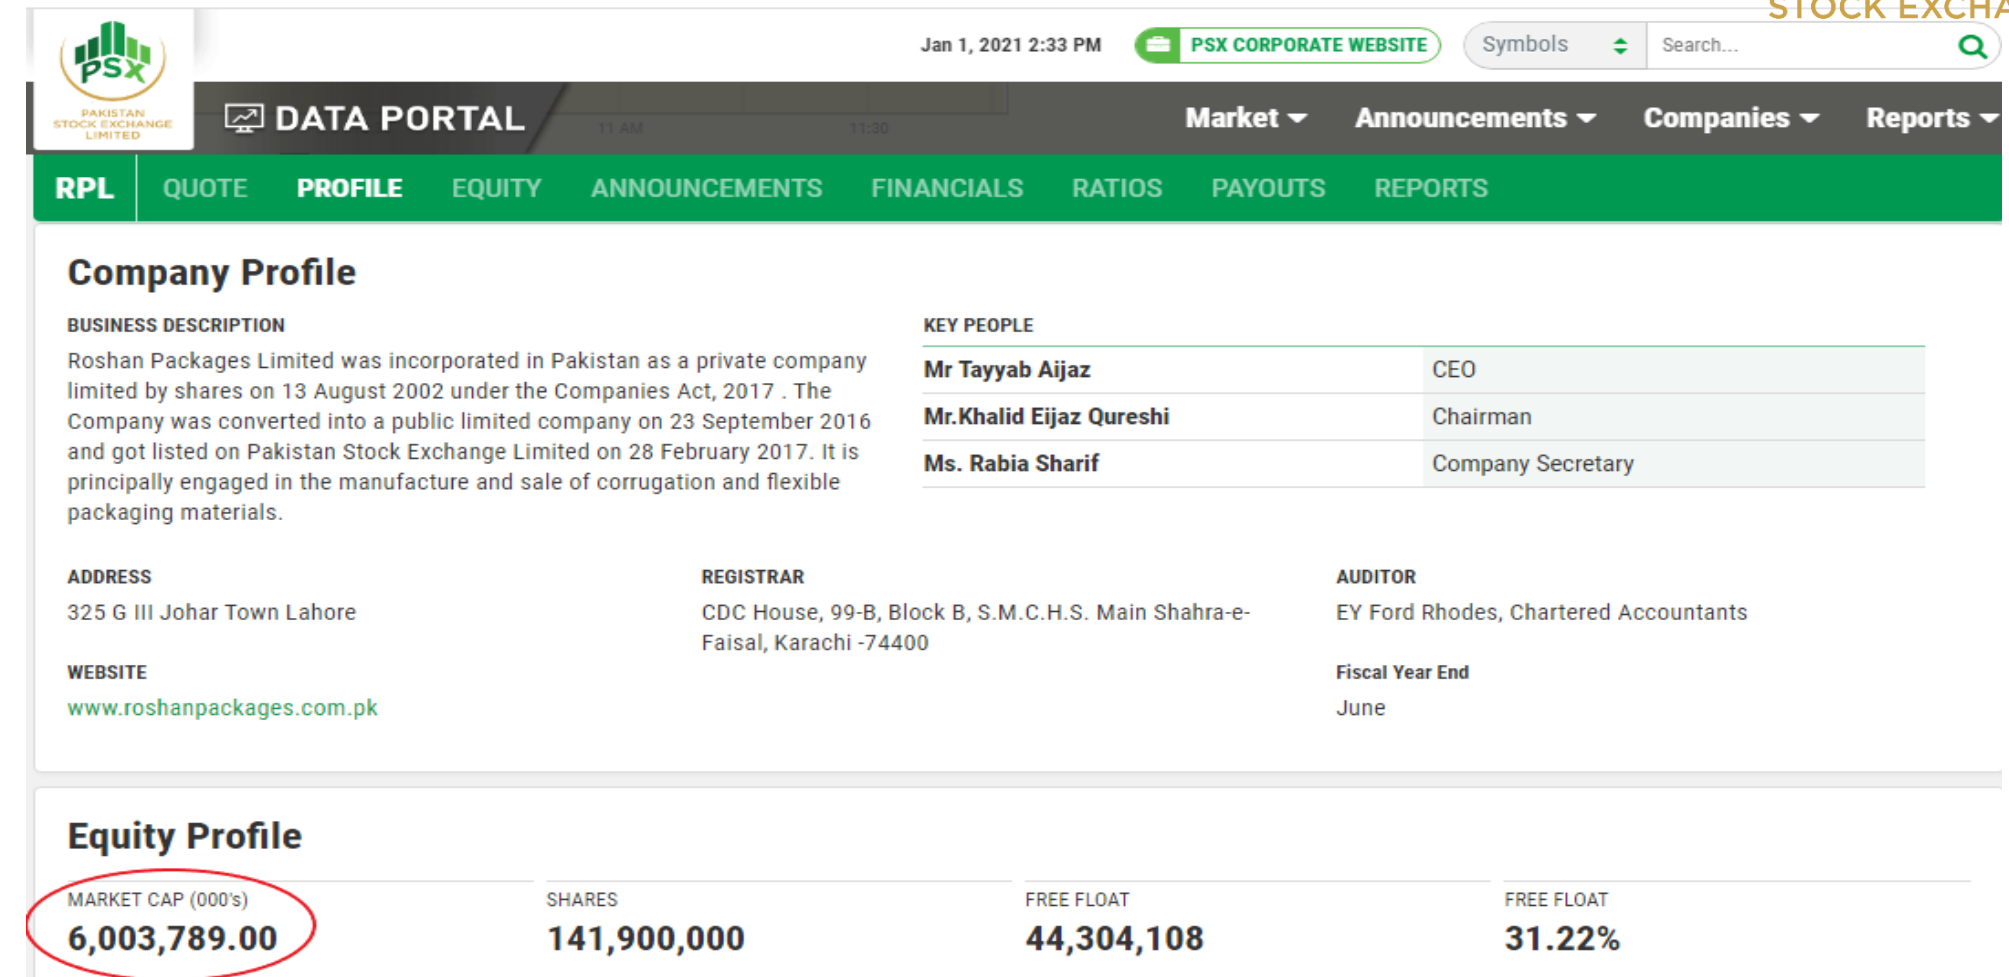 STOCK EXCHA
Jan 1, 2021 2:33 PM
PSX CORPORATE WEBSITE
Symbols
Search...
PSX
PAKISTAN
STOCK EXCHANGE
LIMITED
DATA PORTAL
11 AM
11:30
Market
Announcements
Companies
Reports
RPL
QUOTE
PROFILE
EQUITY
ANNOUNCEMENTS
FINANCIALS
RATIOS
PAYOUTS
REPORTS
Company Profile
BUSINESS DESCRIPTION
Roshan Packages Limited was incorporated in Pakistan as a private company
limited by shares on 13 August 2002 under the Companies Act, 2017 . The
Company was converted into a public limited company on 23 September 2016
and got listed on Pakistan Stock Exchange Limited on 28 February 2017. It is
principally engaged in the manufacture and sale of corrugation and flexible
packaging materials.
KEY PEOPLE
Mr Tayyab Aijaz CEO
Mr.Khalid Eijaz Qureshi Chairman
Ms. Rabia Sharif Company Secretary
ADDRESS
325 G III Johar Town Lahore
WEBSITE
www.roshanpackages.com.pk
REGISTRAR
CDC House, 99-B, Block B, S.M.C.H.S. Main Shahra-e-
Faisal, Karachi -74400
AUDITOR
EY Ford Rhodes, Chartered Accountants
Fiscal Year End
June
Equity Profile
MARKET CAP (000's)
6,003,789.00
SHARES
141,900,000
FREE FLOAT
44,304,108
FREE FLOAT
31.22%